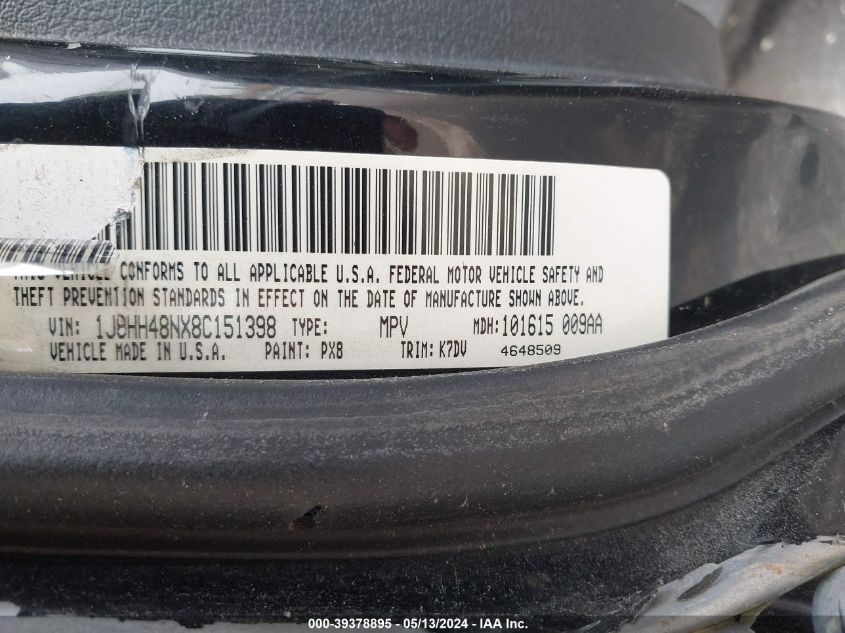 VEHICLE CONFORMS TO ALL APPLICABLE U.S.A. FEDERAL MOTOR VEHICLE SAFETY AND
THEFT PREVENTION STANDARDS IN EFFECT ON THE DATE OF MANUFACTURE SHOWN ABOVE.
VIN: 1J8HH48NX8C151398 TYPE: MPV MDH: 101615 009AA
VEHICLE MADE IN U.S.A. PAINT: PX8 TRIM: K7DV 4648509
000-39378895 - 05/13/2024 - IAA Inc.